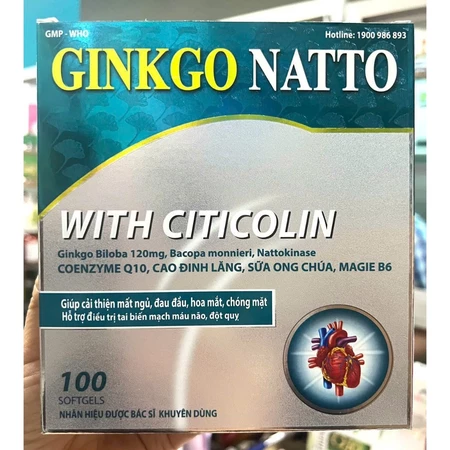 GMP - WHO
Hotline: 1900 986 893
GINKGO NATTO
WITH CITICOLIN
Ginkgo Biloba 120mg, Bacopa monnieri, Nattokinase
COENZYME Q10, CAO ĐINH LĂNG, SỮA ONG CHÚA, MAGIE B6
Giúp cải thiện mất ngủ, đau đầu, hoa mắt, chóng mặt
Hỗ trợ điều trị tai biến mạch máu não, đột quỵ
100
SOFTGELS
NHÃN HIỆU ĐƯỢC BÁC SĨ KHUYÊN DÙNG